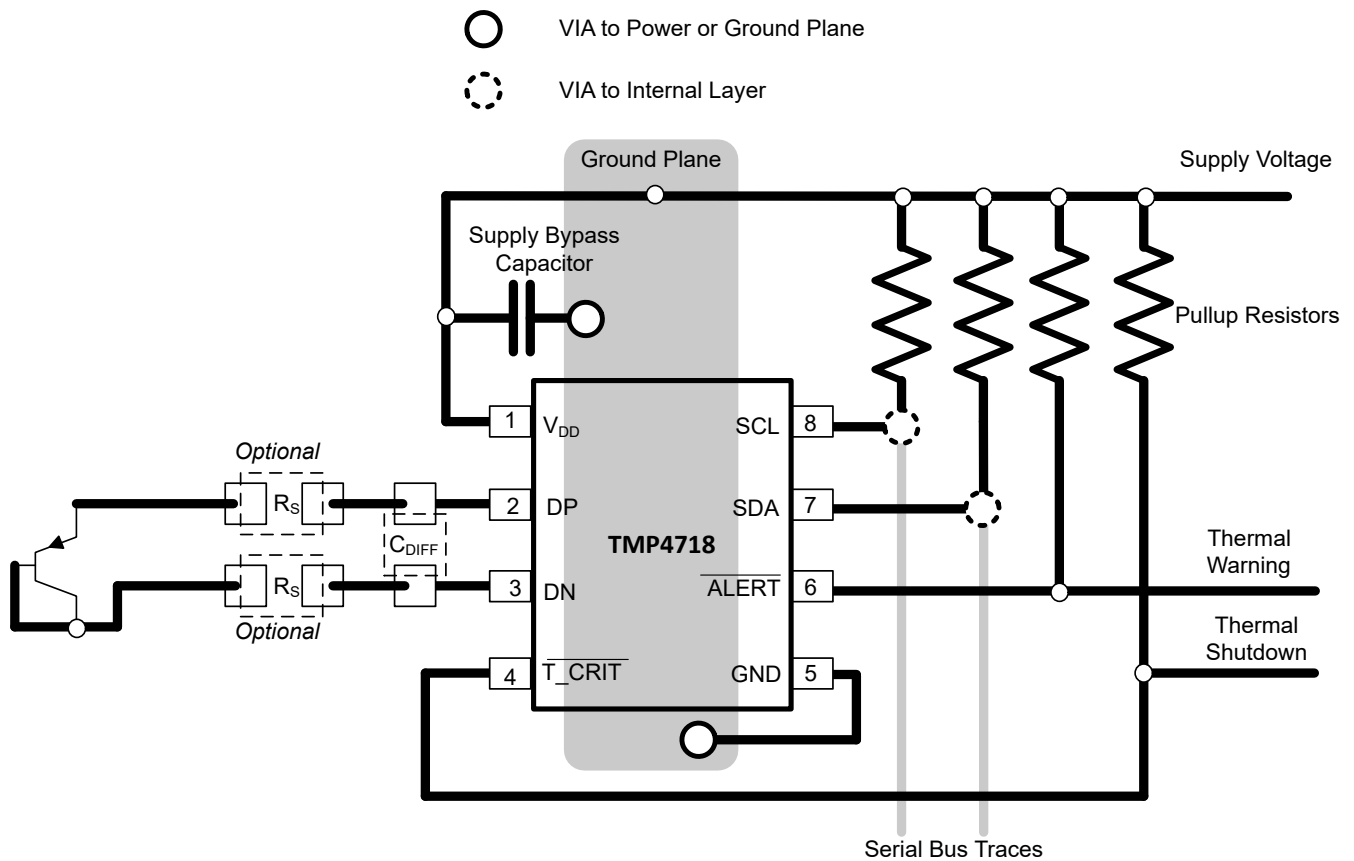 VIA to Power or Ground Plane
VIA to Internal Layer
Ground Plane
Supply Voltage
Supply Bypass
Capacitor
Pullup Resistors
1
VDD
SCL
8
Optional
RS
2
DP
SDA
7
CDIFF
TMP4718
Thermal
Warning
RS
3
DN
ALERT
6
Optional
Thermal
Shutdown
4
T_CRIT
GND
5
Serial Bus Traces